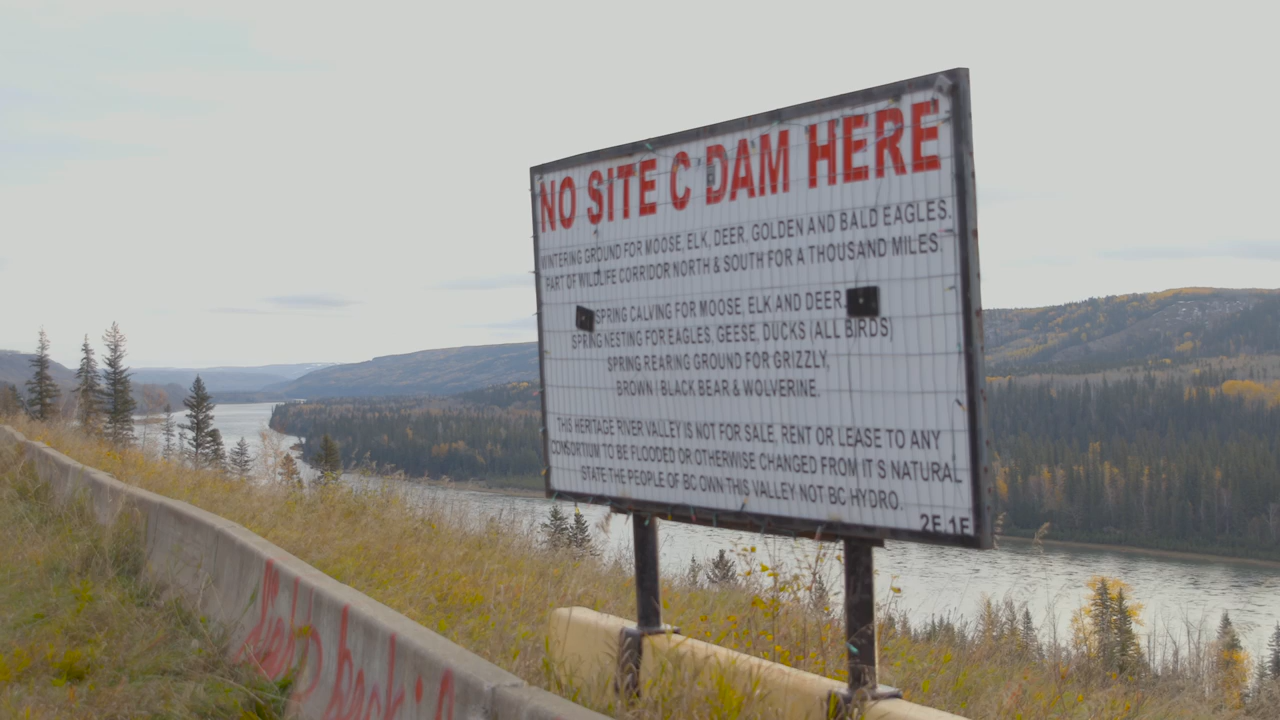 NO SITE C DAM HERE
WINTERING GROUND FOR MOOSE, ELK, DEER, GOLDEN AND BALD EAGLES.
PART OF WILDLIFE CORRIDOR NORTH & SOUTH FOR A THOUSAND MILES.
SPRING CALVING FOR MOOSE, ELK AND DEER.
SPRING NESTING FOR EAGLES, GEESE, DUCKS (ALL BIRDS)
SPRING REARING GROUND FOR GRIZZLY,
BROWN / BLACK BEAR & WOLVERINE.
THIS HERITAGE RIVER VALLEY IS NOT FOR SALE, RENT OR LEASE TO ANY
CONSORTIUM TO BE FLOODED OR OTHERWISE CHANGED FROM IT S NATURAL
STATE THE PEOPLE OF BC OWN THIS VALLEY NOT BC HYDRO.
2E.1F